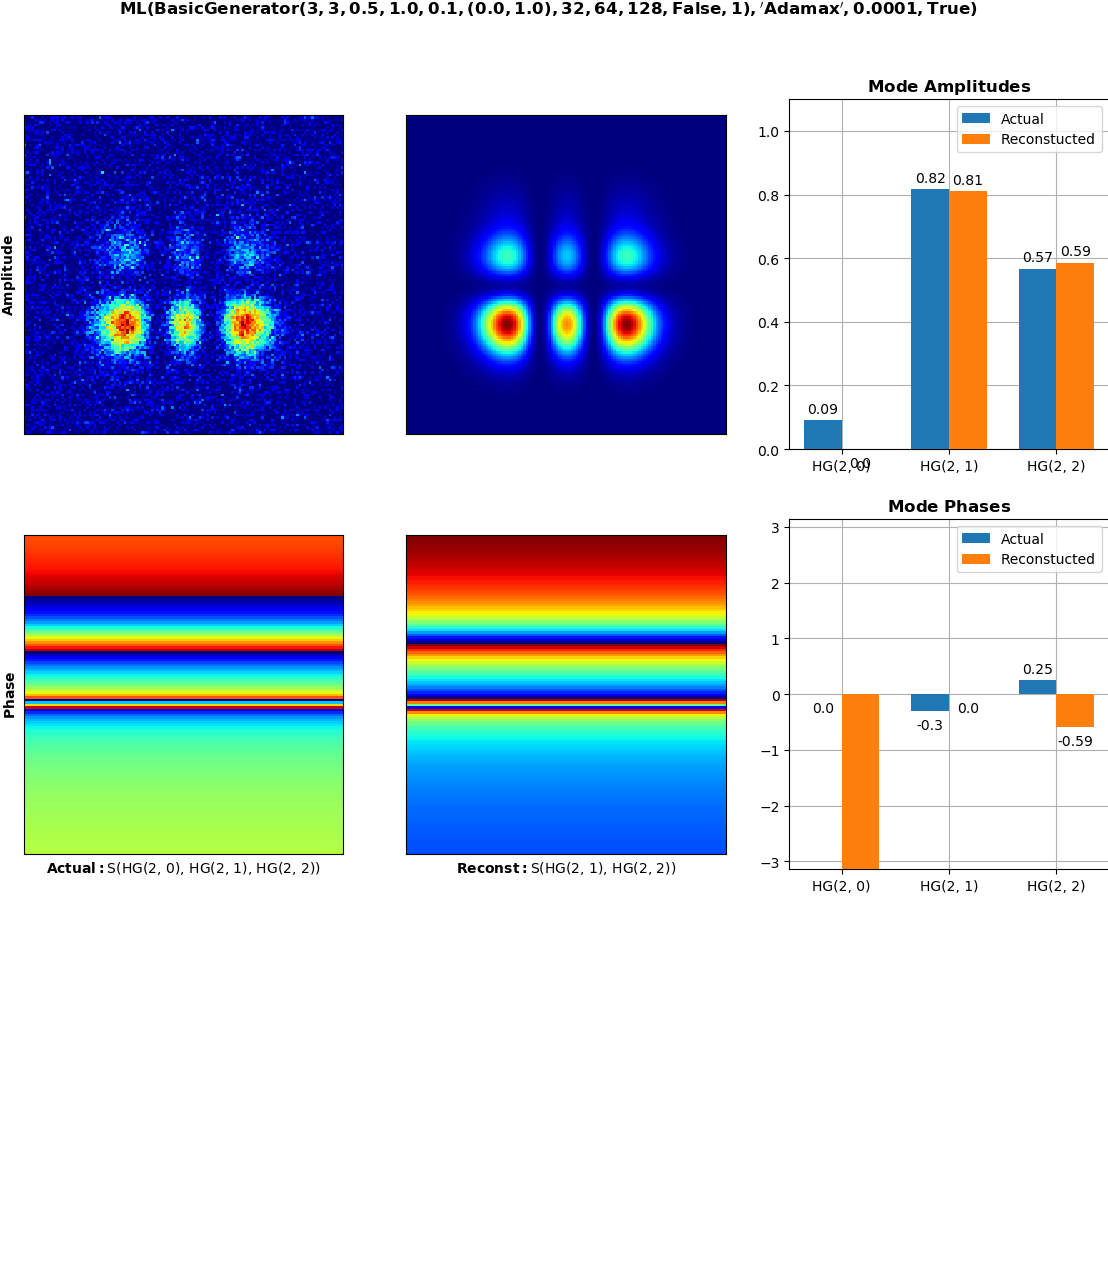 ML(BasicGenerator(3, 3, 0.5, 1.0, 0.1, (0.0, 1.0), 32, 64, 128, False, 1), ′Adamax′, 0.0001, True)
Amplitude
Mode Amplitudes
Actual
Reconstucted
1.0
0.8
0.6
0.4
0.2
0.0
0.09
0.0
0.82
0.81
0.57
0.59
HG(2, 0)
HG(2, 1)
HG(2, 2)
Phase
Actual: S(HG(2, 0), HG(2, 1), HG(2, 2))
Reconst: S(HG(2, 1), HG(2, 2))
Mode Phases
Actual
Reconstucted
3
2
1
0
−1
−2
−3
0.0
-0.3
0.0
0.25
-0.59
HG(2, 0)
HG(2, 1)
HG(2, 2)